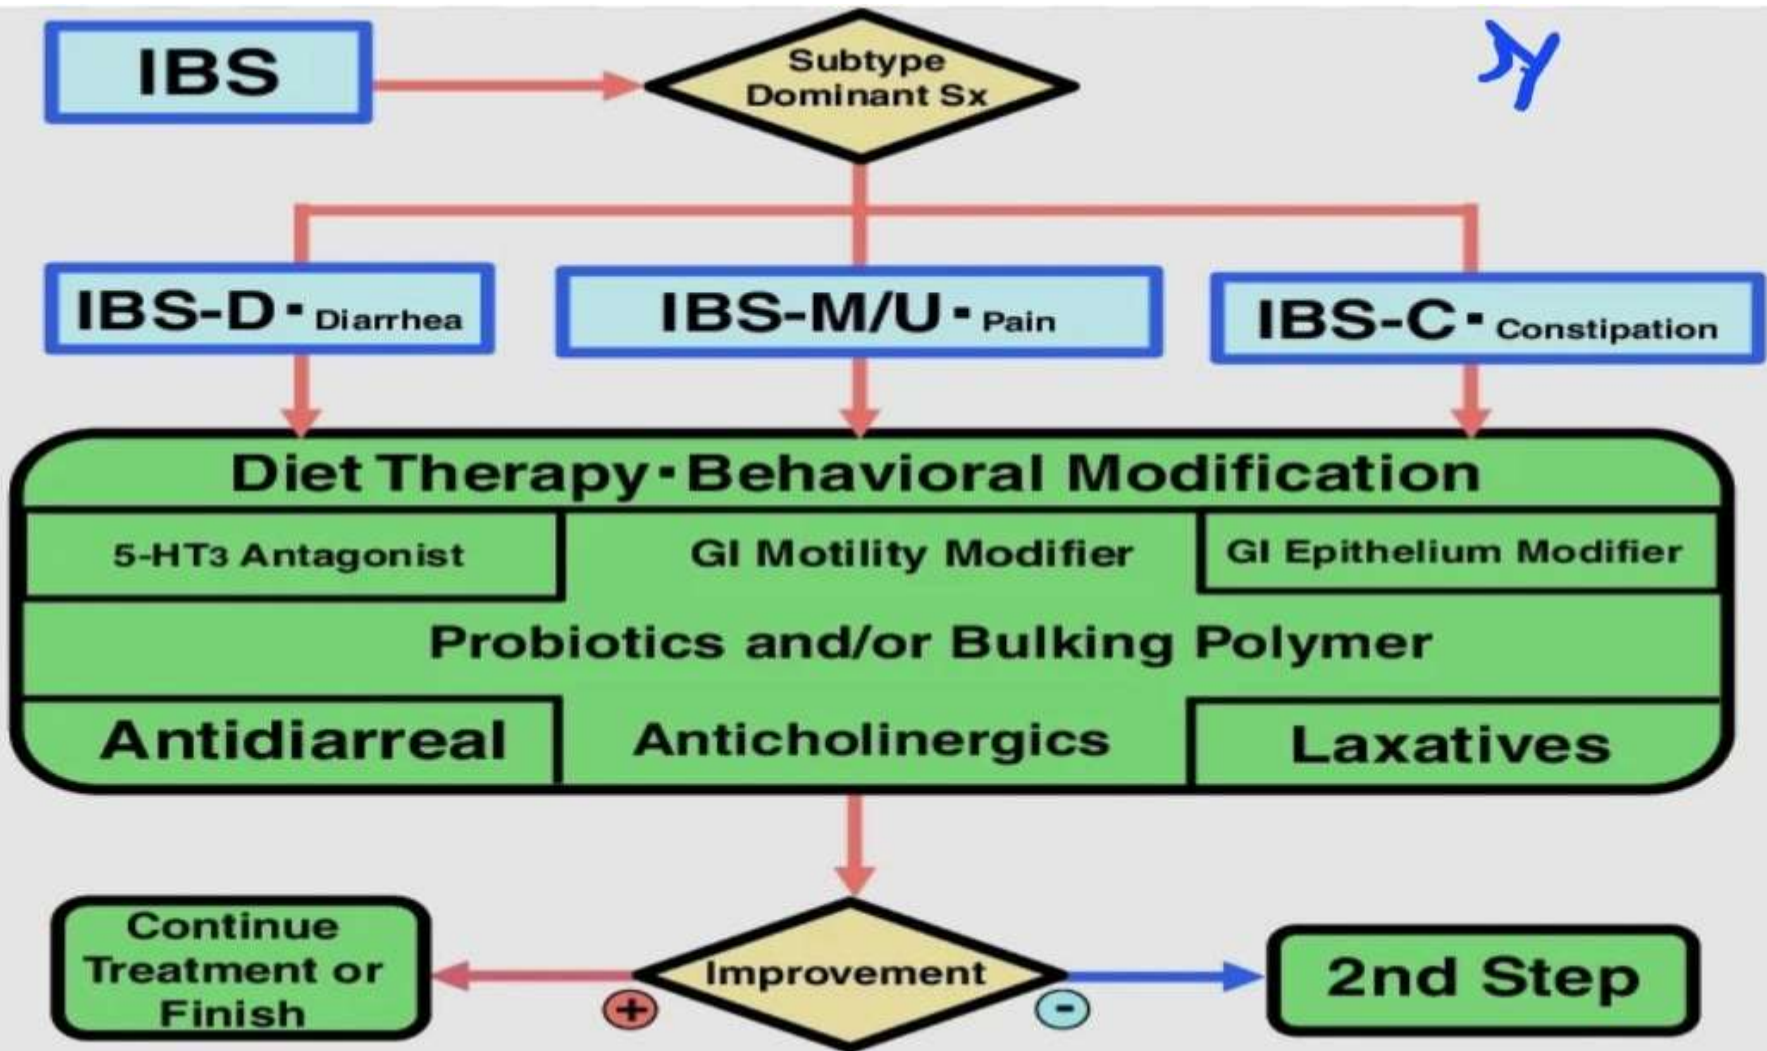 IBS
Subtype
Dominant Sx
IBS-D · Diarrhea
IBS-M/U · Pain
IBS-C · Constipation
Diet Therapy · Behavioral Modification
5-HT3 Antagonist
GI Motility Modifier
GI Epithelium Modifier
Probiotics and/or Bulking Polymer
Antidiarreal
Anticholinergics
Laxatives
Continue
Treatment or
Finish
Improvement
+
-
2nd Step